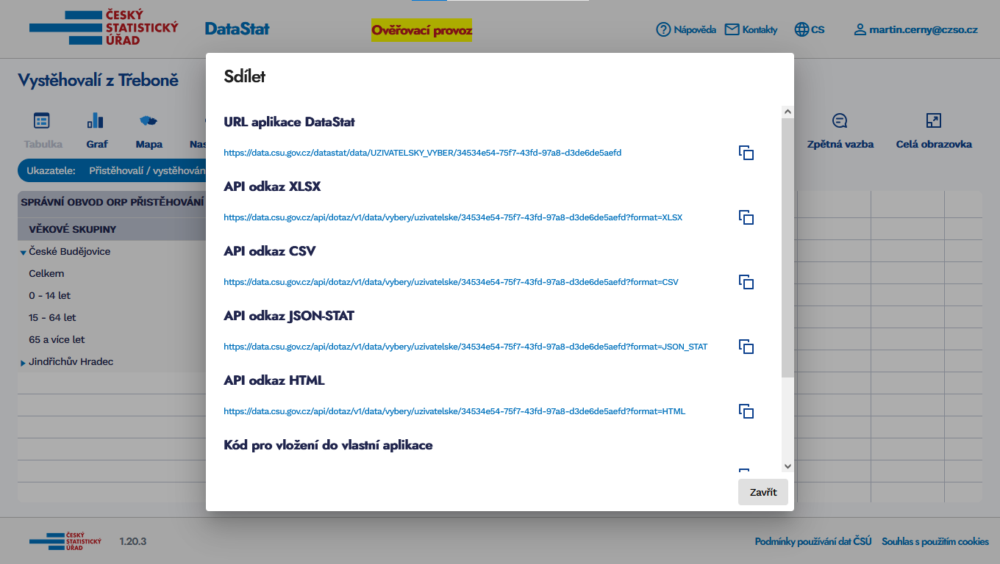 ČESKÝ
STATISTICKÝ
ÚŘAD
DataStat
Ověřovací provoz
Nápověda
Kontakty
CS
martin.cerny@czso.cz
Vystěhovalí z Třeboně
Tabulka
Graf
Mapa
Nas
Zpětná vazba
Celá obrazovka
Ukazatele: Přistěhovalí / vystěhován
SPRÁVNÍ OBVOD ORP PŘISTĚHOVÁNÍ
VĚKOVÉ SKUPINY
České Budějovice
Celkem
0 - 14 let
15 - 64 let
65 a více let
Jindřichův Hradec
Sdílet
URL aplikace DataStat
https://data.csu.gov.cz/datastat/data/UZIVATELSKY_VYBER/34534e54-75f7-43fd-97a8-d3de6de5aefd
API odkaz XLSX
https://data.csu.gov.cz/api/dotaz/v1/data/vybery/uzivatelske/34534e54-75f7-43fd-97a8-d3de6de5aefd?format=XLSX
API odkaz CSV
https://data.csu.gov.cz/api/dotaz/v1/data/vybery/uzivatelske/34534e54-75f7-43fd-97a8-d3de6de5aefd?format=CSV
API odkaz JSON-STAT
https://data.csu.gov.cz/api/dotaz/v1/data/vybery/uzivatelske/34534e54-75f7-43fd-97a8-d3de6de5aefd?format=JSON_STAT
API odkaz HTML
https://data.csu.gov.cz/api/dotaz/v1/data/vybery/uzivatelske/34534e54-75f7-43fd-97a8-d3de6de5aefd?format=HTML
Kód pro vložení do vlastní aplikace
Zavřít
ČESKÝ
STATISTICKÝ
ÚŘAD
1.20.3
Podmínky používání dat ČSÚ
Souhlas s použitím cookies